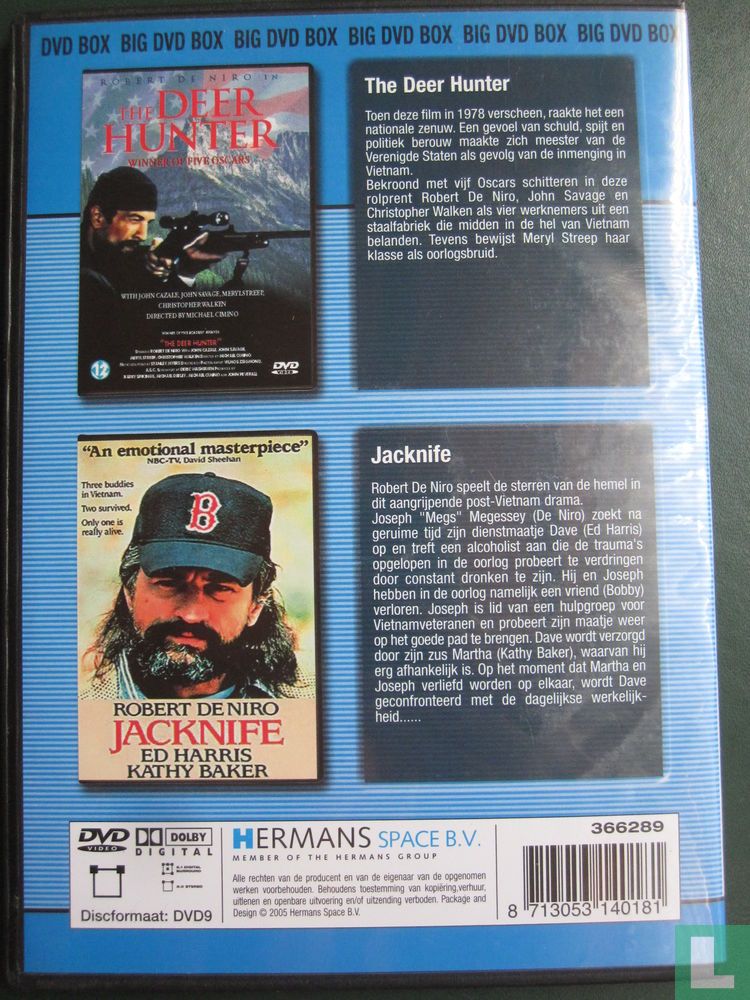 DVD BOX BIG DVD BOX BIG DVD BOX BIG DVD BOX BIG DVD BOX BIG DVD BOX
ROBERT DE NIRO IN
THE DEER
HUNTER
WINNER OF FIVE OSCARS
WITH JOHN CAZALE, JOHN SAVAGE, MERYL STREEP,
CHRISTOPHER WALKEN
DIRECTED BY MICHAEL CIMINO
"THE DEER HUNTER"
12
DVD
VIDEO
The Deer Hunter
Toen deze film in 1978 verscheen, raakte het een
nationale zenuw. Een gevoel van schuld, spijt en
politiek berouw maakte zich meester van de
Verenigde Staten als gevolg van de inmenging in
Vietnam.
Bekroond met vijf Oscars schitteren in deze
rolprent Robert De Niro, John Savage en
Christopher Walken als vier werknemers uit een
staalfabriek die midden in de hel van Vietnam
belanden. Tevens bewijst Meryl Streep haar
klasse als oorlogsbruid.
"An emotional masterpiece"
NBC-TV, David Sheehan
Three buddies
in Vietnam.
Two survived.
Only one is
really alive.
B
ROBERT DE NIRO
JACKNIFE
ED HARRIS
KATHY BAKER
Jacknife
Robert De Niro speelt de sterren van de hemel in
dit aangrijpende post-Vietnam drama.
Joseph "Megs" Megessey (De Niro) zoekt na
geruime tijd zijn dienstmaatje Dave (Ed Harris)
op en treft een alcoholist aan die de trauma's
opgelopen in de oorlog probeert te verdringen
door constant dronken te zijn. Hij en Joseph
hebben in de oorlog namelijk een vriend (Bobby)
verloren. Joseph is lid van een hulpgroep voor
Vietnamveteranen en probeert zijn maatje weer
op het goede pad te brengen. Dave wordt verzorgd
door zijn zus Martha (Kathy Baker), waarvan hij
erg afhankelijk is. Op het moment dat Martha en
Joseph verliefd worden op elkaar, wordt Dave
geconfronteerd met de dagelijkse werkelijk-
heid......
DVD
VIDEO
DOLBY
DIGITAL
5.1 DIGITAL
SURROUND
2.0 STEREO
Discformaat: DVD9
HERMANS SPACE B.V.
MEMBER OF THE HERMANS GROUP
Alle rechten van de producent en van de eigenaar van de opgenomen
werken voorbehouden. Behoudens toestemming van kopiëring,verhuur,
uitlenen en openbare uitvoering en/of uitzending verboden. Package and
Design © 2005 Hermans Space B.V.
366289
8 713053 140181
L